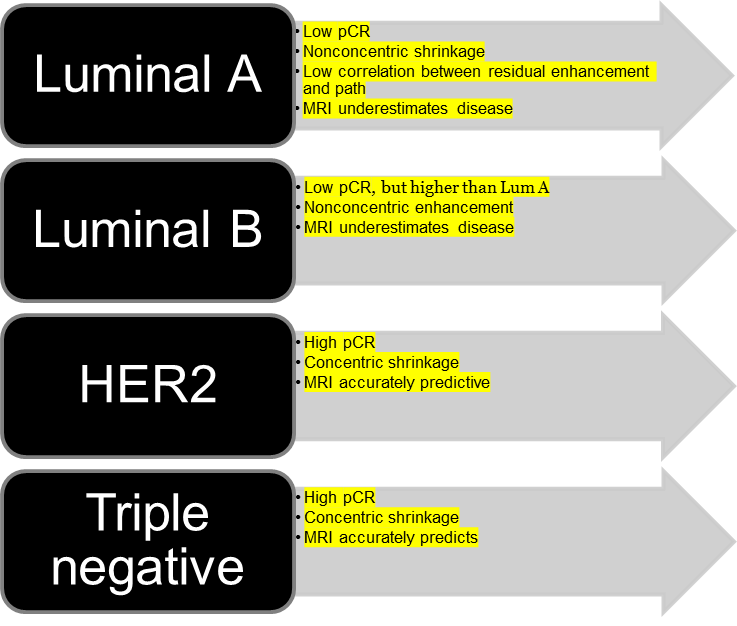 Luminal A
• Low pCR
• Nonconcentric shrinkage
• Low correlation between residual enhancement
and path
• MRI underestimates disease
Luminal B
• Low pCR, but higher than Lum A
• Nonconcentric enhancement
• MRI underestimates disease
HER2
• High pCR
• Concentric shrinkage
• MRI accurately predictive
Triple
negative
• High pCR
• Concentric shrinkage
• MRI accurately predicts